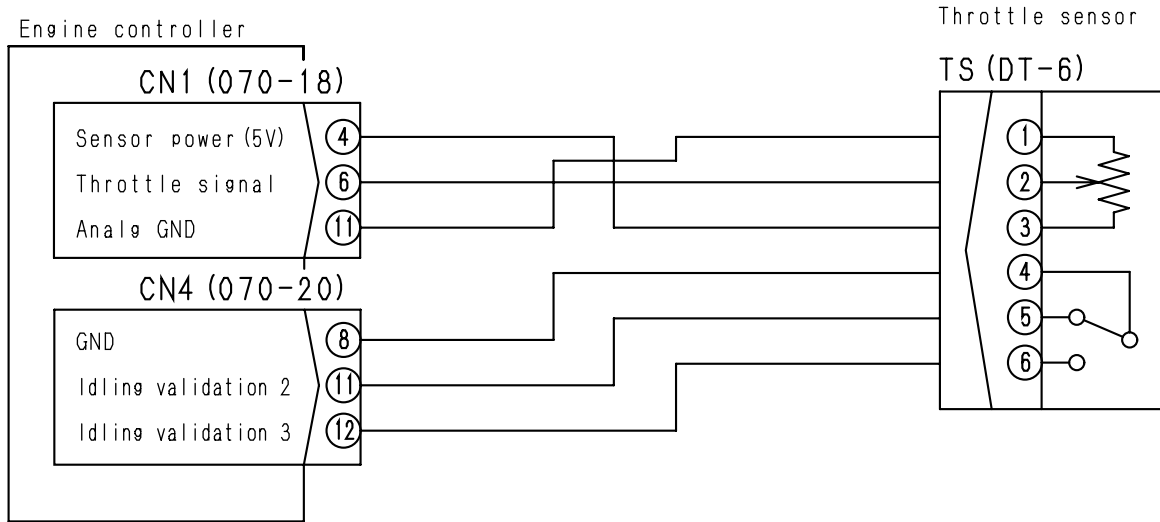 Engine controller
CN1 (070-18)
Sensor power (5V)
4
Throttle signal
6
Analg GND
11
CN4 (070-20)
GND
8
Idling validation 2
11
Idling validation 3
12
Throttle sensor
TS (DT-6)
1
2
3
4
5
6